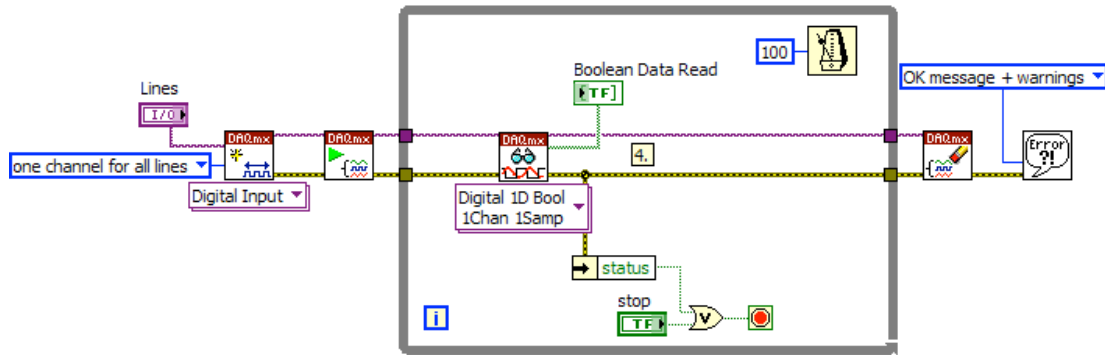 100
Boolean Data Read
TF
OK message + warnings
Lines
I/O
DAQmx
DAQmx
DAQmx
DAQmx
Error
?!
one channel for all lines
4.
Digital Input
Digital 1D Bool
1Chan 1Samp
status
stop
TF
V
i